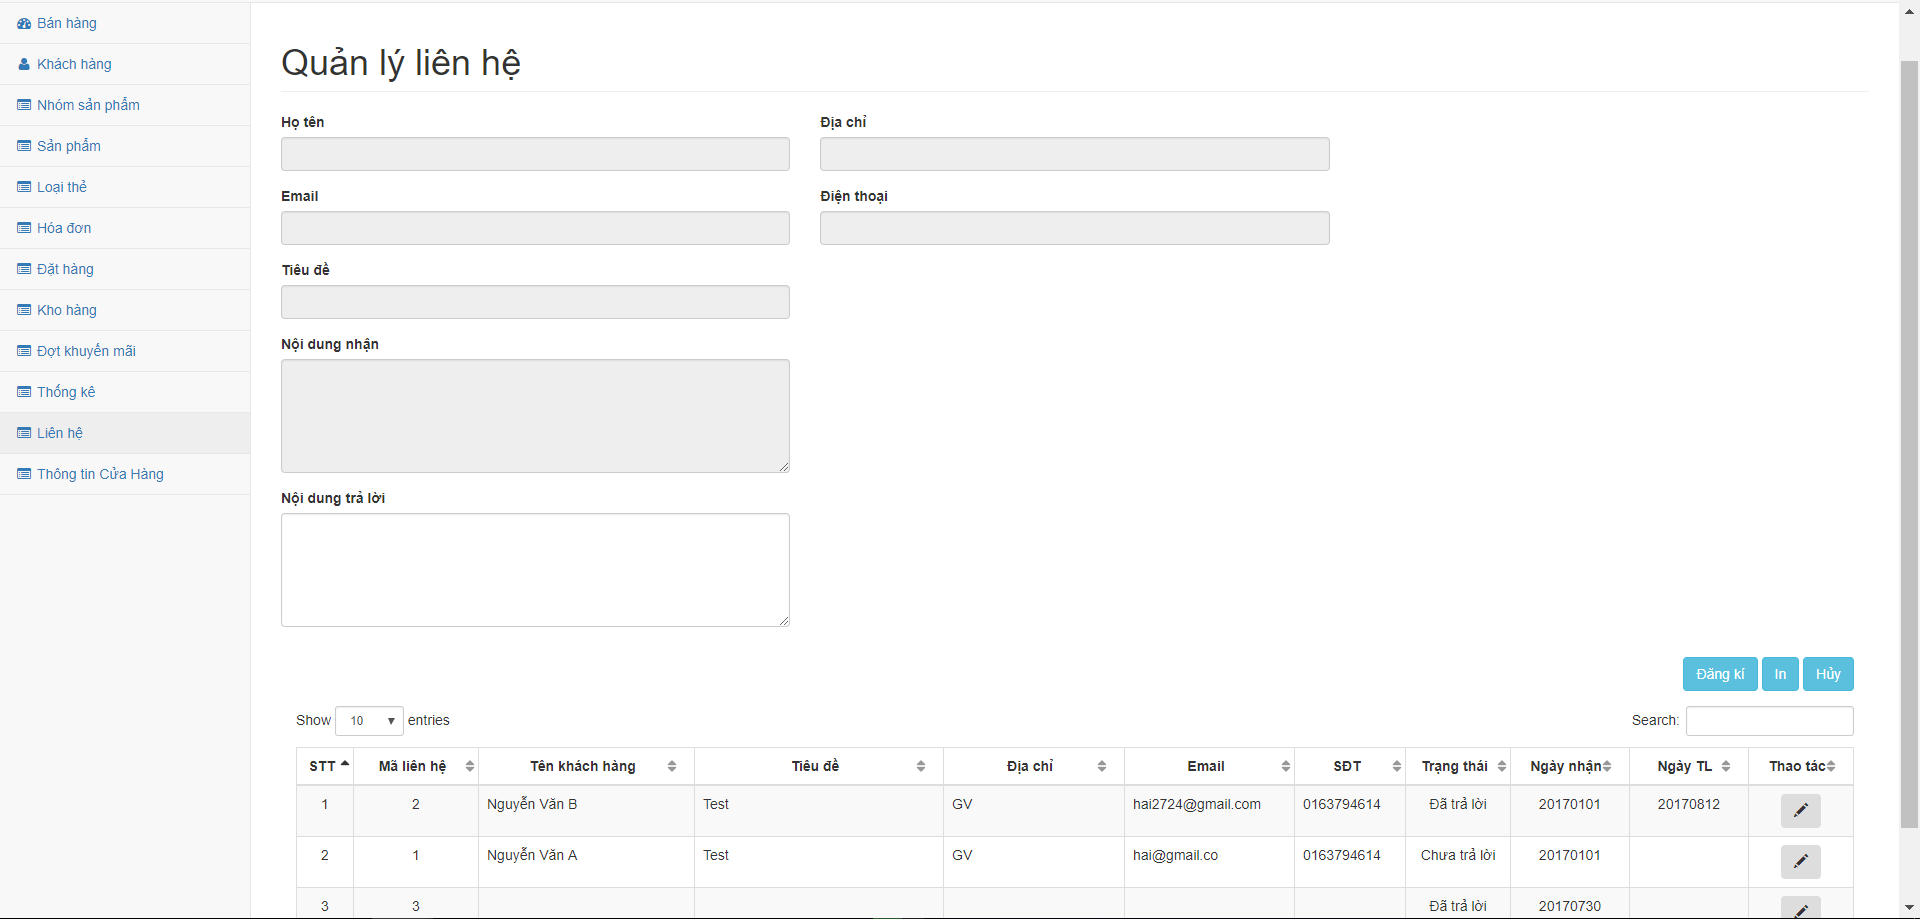 Bán hàng
Khách hàng
Nhóm sản phẩm
Sản phẩm
Loại thẻ
Hóa đơn
Đặt hàng
Kho hàng
Đợt khuyến mãi
Thống kê
Liên hệ
Thông tin Cửa Hàng
Quản lý liên hệ
Họ tên Địa chỉ
Email Điện thoại
Tiêu đề
Nội dung nhận
Nội dung trả lời
Đăng kí In Hủy
Show 10 entries Search:
STT Mã liên hệ Tên khách hàng Tiêu đề Địa chỉ Email SĐT Trạng thái Ngày nhận Ngày TL Thao tác
1 2 Nguyễn Văn B Test GV hai2724@gmail.com 0163794614 Đã trả lời 20170101 20170812
2 1 Nguyễn Văn A Test GV hai@gmail.co 0163794614 Chưa trả lời 20170101
3 3 Đã trả lời 20170730